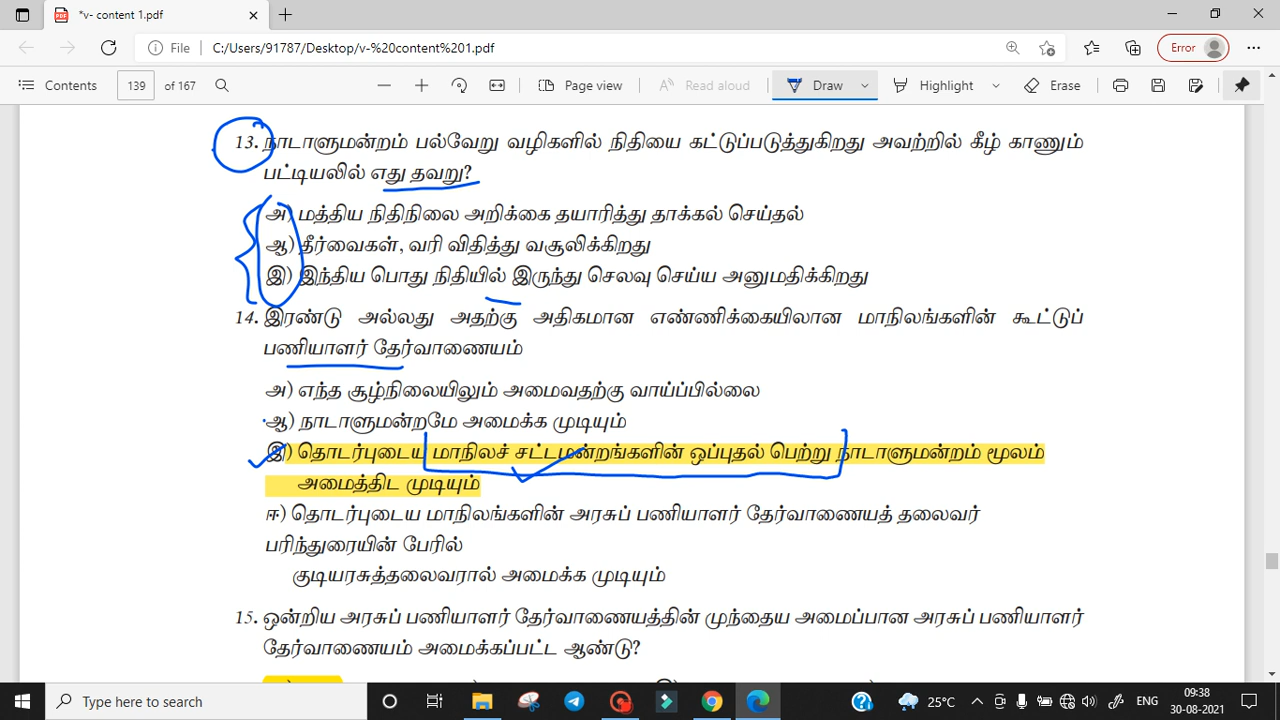 *v- content 1.pdf
File C:/Users/91787/Desktop/v-%20content%201.pdf Error
Contents 139 of 167 Page view Read aloud Draw Highlight Erase
13. நாடாளுமன்றம் பல்வேறு வழிகளில் நிதியை கட்டுப்படுத்துகிறது அவற்றில் கீழ் காணும்
பட்டியலில் எது தவறு?
அ) மத்திய நிதிநிலை அறிக்கை தயாரித்து தாக்கல் செய்தல்
ஆ) தீர்வைகள், வரி விதித்து வசூலிக்கிறது
இ) இந்திய பொது நிதியில் இருந்து செலவு செய்ய அனுமதிக்கிறது
14. இரண்டு அல்லது அதற்கு அதிகமான எண்ணிக்கையிலான மாநிலங்களின் கூட்டுப்
பணியாளர் தேர்வாணையம்
அ) எந்த சூழ்நிலையிலும் அமைவதற்கு வாய்ப்பில்லை
ஆ) நாடாளுமன்றமே அமைக்க முடியும்
இ) தொடர்புடைய மாநிலச் சட்டமன்றங்களின் ஒப்புதல் பெற்று நாடாளுமன்றம் மூலம்
அமைத்திட முடியும்
ஈ) தொடர்புடைய மாநிலங்களின் அரசுப் பணியாளர் தேர்வாணையத் தலைவர்
பரிந்துரையின் பேரில்
குடியரசுத்தலைவரால் அமைக்க முடியும்
15. ஒன்றிய அரசுப் பணியாளர் தேர்வாணையத்தின் முந்தைய அமைப்பான அரசுப் பணியாளர்
தேர்வாணையம் அமைக்கப்பட்ட ஆண்டு?
Type here to search 25°C ENG 09:38
30-08-2021